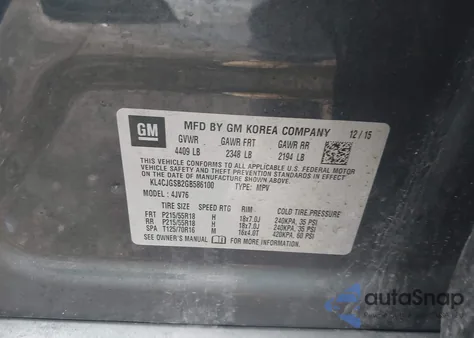 GM
MFD BY GM KOREA COMPANY 12/15
GVWR GAWR FRT GAWR RR
4409 LB 2348 LB 2194 LB
THIS VEHICLE CONFORMS TO ALL APPLICABLE U.S. FEDERAL MOTOR
VEHICLE SAFETY, BUMPER, AND THEFT PREVENTION STANDARDS IN
EFFECT ON THE DATE OF MANUFACTURE SHOWN ABOVE.
KL4CJGSB2GB586100 TYPE: MPV
MODEL: 4JV76
TIRE SIZE SPEED RTG RIM COLD TIRE PRESSURE
FRT P215/55R18 H 18x7.0J 240KPA, 35 PSI
RR P215/55R18 H 18x7.0J 240KPA, 35 PSI
SPA T125/70R16 M 16x4.0T 420KPA, 60 PSI
SEE OWNER'S MANUAL FOR ADDITIONAL INFORMATION
autoSnap